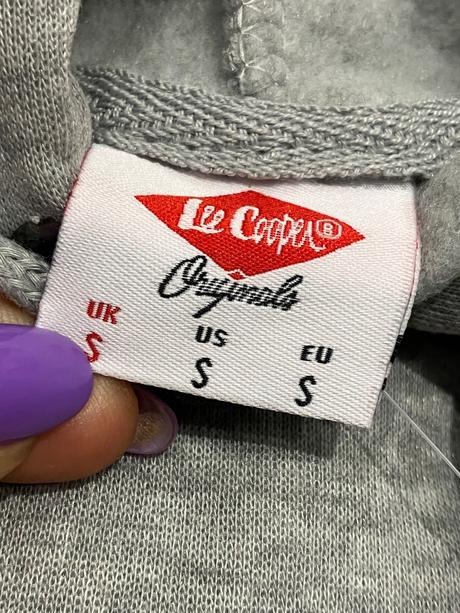 Lee Cooper®
Originals
UK US EU
S S S